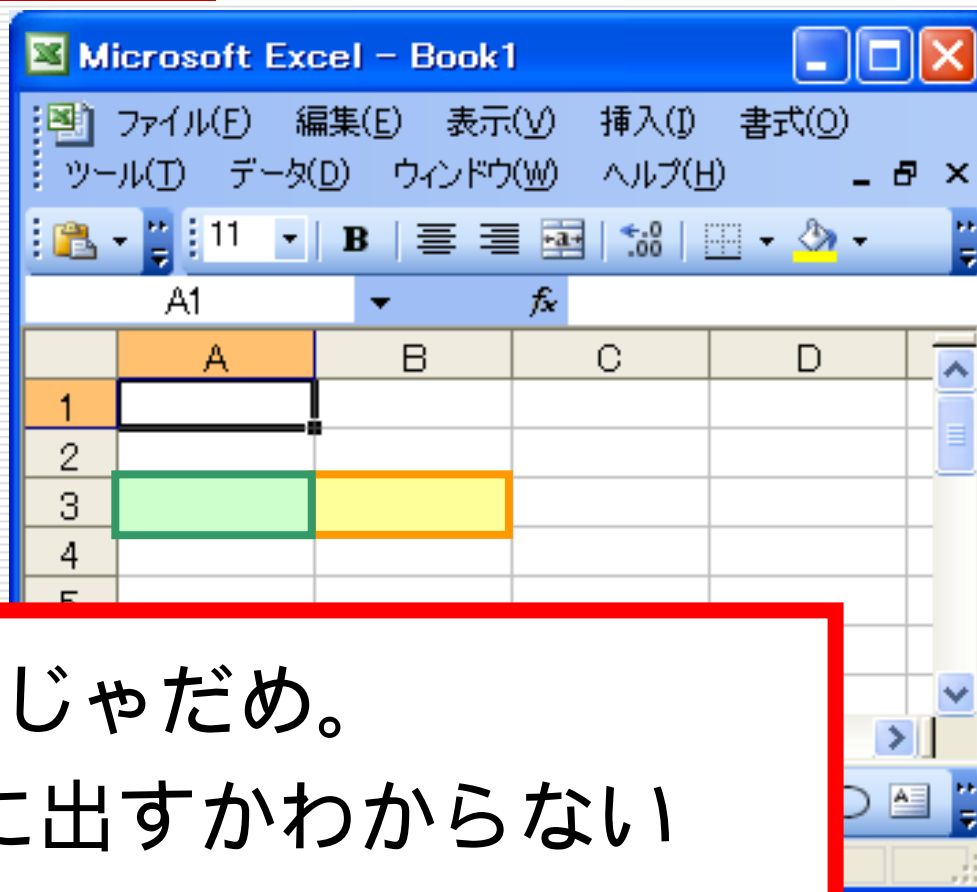 Microsoft Excel - Book1
ファイル(F) 編集(E) 表示(V) 挿入(I) 書式(O)
ツール(T) データ(D) ウィンドウ(W) ヘルプ(H)
11 B .0 .00
A1 fx
A B C D
1
2
3
4
じゃだめ。
に出すかわからない